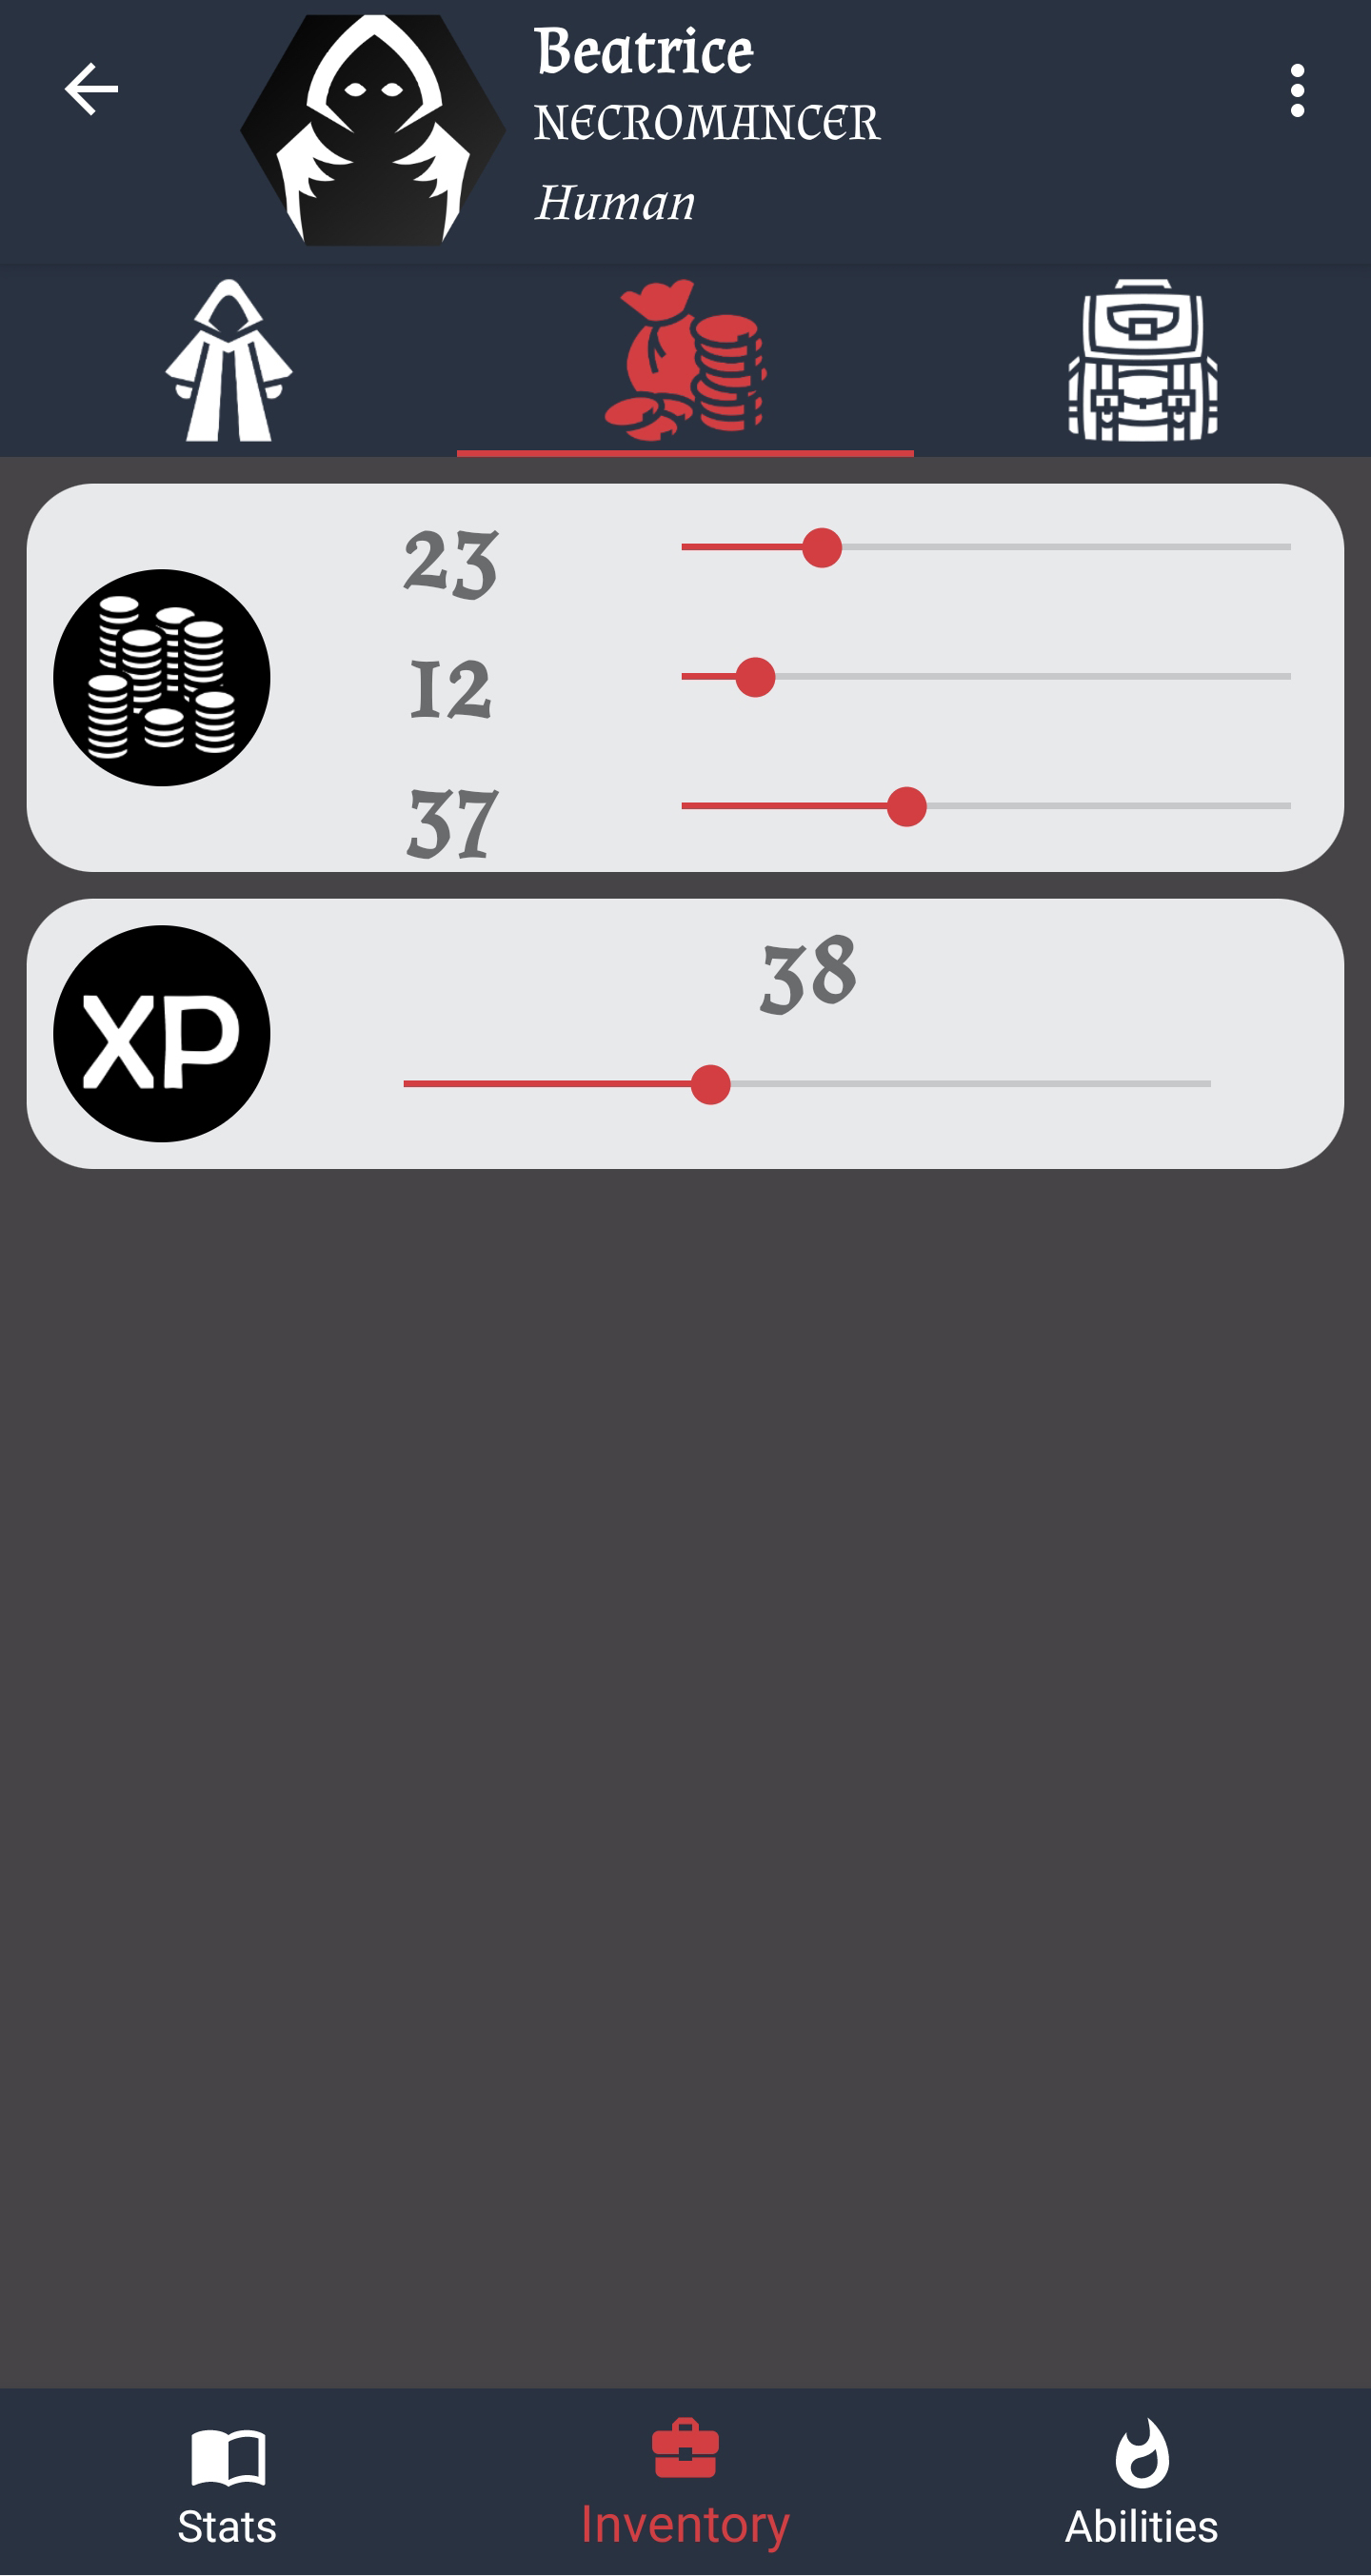 Beatrice
NECROMANCER
Human
23
12
37
38
XP
Stats
Inventory
Abilities